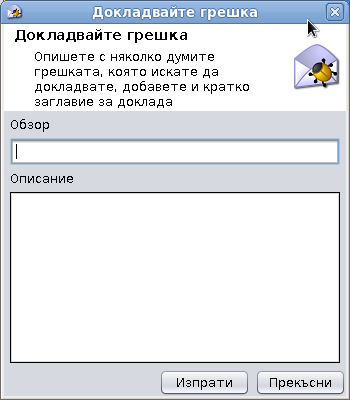 Докладвайте грешка
Докладвайте грешка
Опишете с няколко думите
грешката, която искате да
докладвате, добавете и кратко
заглавие за доклада
Обзор
Описание
Изпрати
Прекъсни